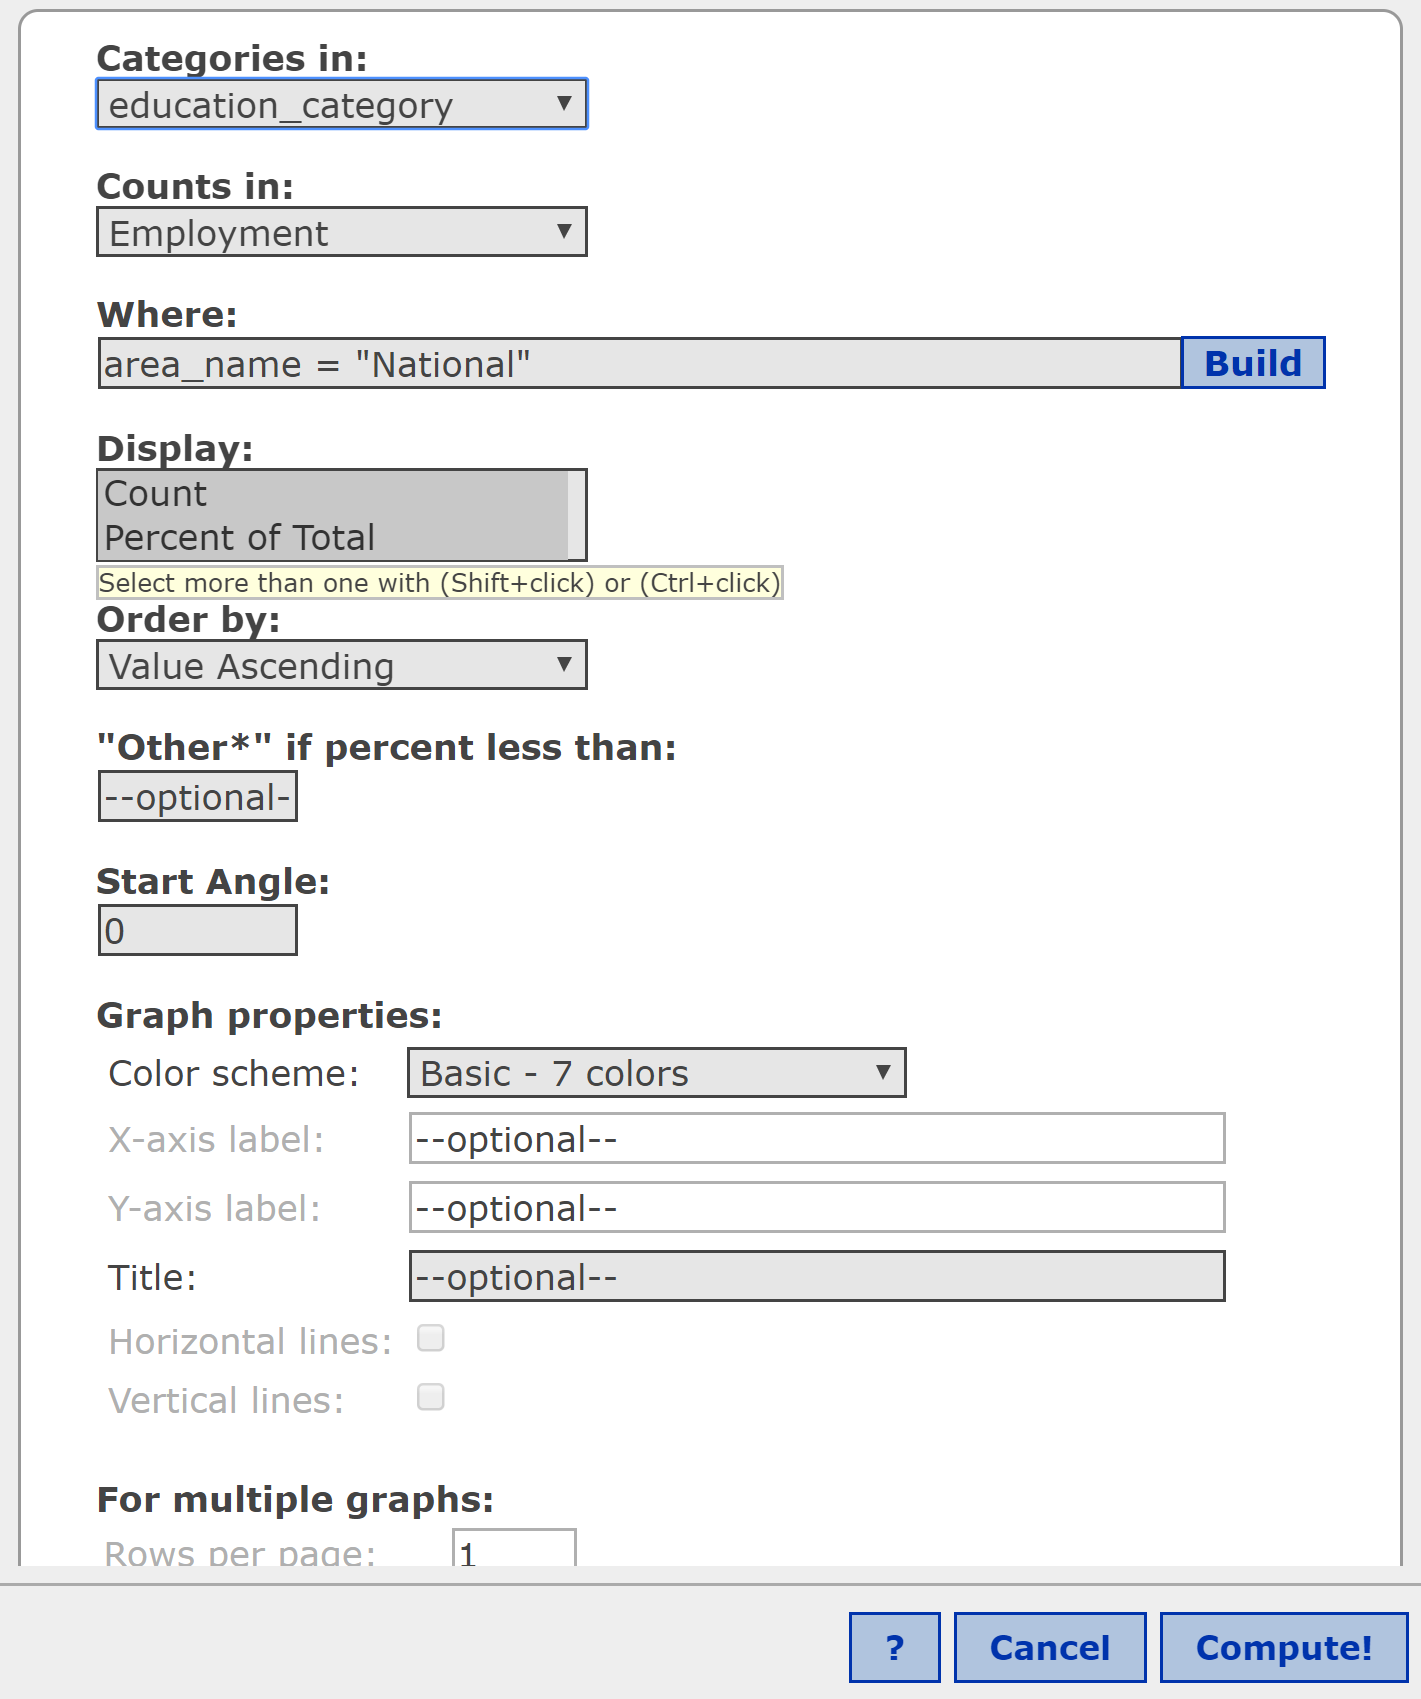 Categories in:
education_category
Counts in:
Employment
Where:
area_name = "National"
Build
Display:
Count
Percent of Total
Select more than one with (Shift+click) or (Ctrl+click)
Order by:
Value Ascending
"Other*" if percent less than:
--optional-
Start Angle:
0
Graph properties:
Color scheme: Basic - 7 colors
X-axis label: --optional--
Y-axis label: --optional--
Title: --optional--
Horizontal lines:
Vertical lines:
For multiple graphs:
Rows per page: 1
? Cancel Compute!